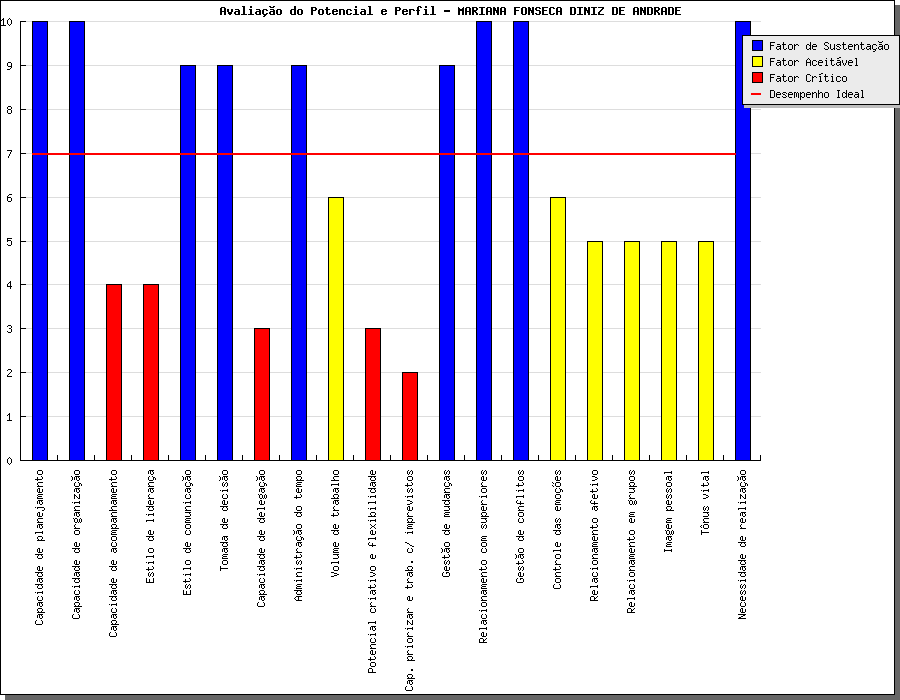 Avaliação do Potencial e Perfil - MARIANA FONSECA DINIZ DE ANDRADE
Fator de Sustentação
Fator Aceitável
Fator Crítico
Desempenho Ideal
10
9
8
7
6
5
4
3
2
1
0
Capacidade de planejamento
Capacidade de organização
Capacidade de acompanhamento
Estilo de liderança
Estilo de comunicação
Tomada de decisão
Capacidade de delegação
Administração do tempo
Volume de trabalho
Potencial criativo e flexibilidade
Cap. priorizar e trab. c/ imprevistos
Gestão de mudanças
Relacionamento com superiores
Gestão de conflitos
Controle das emoções
Relacionamento afetivo
Relacionamento em grupos
Imagem pessoal
Tônus vital
Necessidade de realização